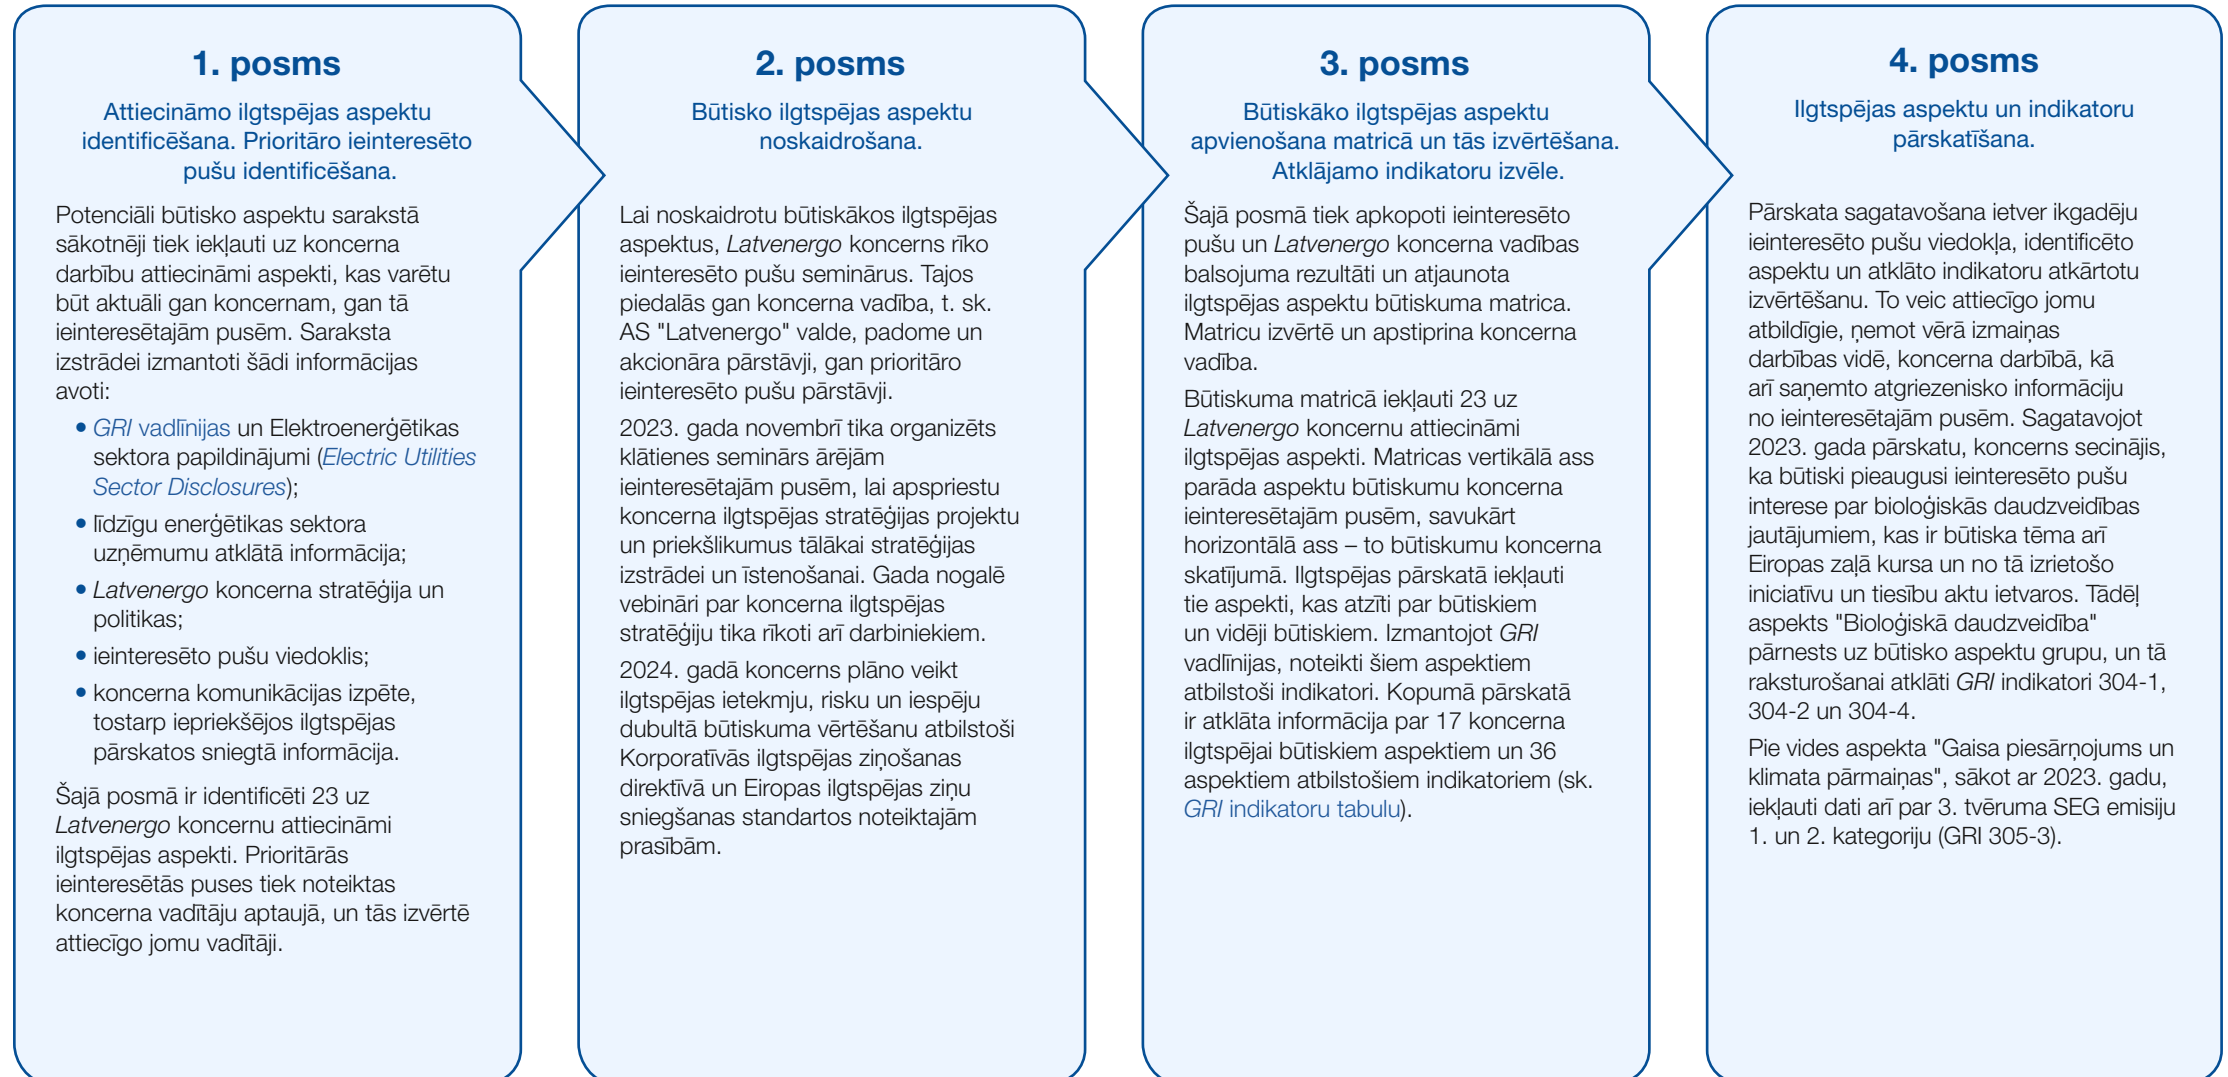 1. posms
Attiecināmo ilgtspējas aspektu
identificēšana. Prioritāro ieinteresēto
pušu identificēšana.
Potenciāli būtisko aspektu sarakstā
sākotnēji tiek iekļauti uz koncerna
darbību attiecināmi aspekti, kas varētu
būt aktuāli gan koncernam, gan tā
ieinteresētajām pusēm. Saraksta
izstrādei izmantoti šādi informācijas
avoti:
• GRI vadlīnijas un Elektroenerģētikas
sektora papildinājumi (Electric Utilities
Sector Disclosures);
• līdzīgu enerģētikas sektora
uzņēmumu atklātā informācija;
• Latvenergo koncerna stratēģija un
politikas;
• ieinteresēto pušu viedoklis;
• koncerna komunikācijas izpēte,
tostarp iepriekšējos ilgtspējas
pārskatos sniegtā informācija.
Šajā posmā ir identificēti 23 uz
Latvenergo koncernu attiecināmi
ilgtspējas aspekti. Prioritārās
ieinteresētās puses tiek noteiktas
koncerna vadītāju aptaujā, un tās izvērtē
attiecīgo jomu vadītāji.
2. posms
Būtisko ilgtspējas aspektu
noskaidrošana.
Lai noskaidrotu būtiskākos ilgtspējas
aspektus, Latvenergo koncerns rīko
ieinteresēto pušu seminārus. Tajos
piedalās gan koncerna vadība, t. sk.
AS "Latvenergo" valde, padome un
akcionāra pārstāvji, gan prioritāro
ieinteresēto pušu pārstāvji.
2023. gada novembrī tika organizēts
klātienes seminārs ārējām
ieinteresētajām pusēm, lai apspriestu
koncerna ilgtspējas stratēģijas projektu
un priekšlikumus tālākai stratēģijas
izstrādei un īstenošanai. Gada nogalē
vebināri par koncerna ilgtspējas
stratēģiju tika rīkoti arī darbiniekiem.
2024. gadā koncerns plāno veikt
ilgtspējas ietekmju, risku un iespēju
dubultā būtiskuma vērtēšanu atbilstoši
Korporatīvās ilgtspējas ziņošanas
direktīvā un Eiropas ilgtspējas ziņu
sniegšanas standartos noteiktajām
prasībām.
3. posms
Būtiskāko ilgtspējas aspektu
apvienošana matricā un tās izvērtēšana.
Atklājamo indikatoru izvēle.
Šajā posmā tiek apkopoti ieinteresēto
pušu un Latvenergo koncerna vadības
balsojuma rezultāti un atjaunota
ilgtspējas aspektu būtiskuma matrica.
Matricu izvērtē un apstiprina koncerna
vadība.
Būtiskuma matricā iekļauti 23 uz
Latvenergo koncernu attiecināmi
ilgtspējas aspekti. Matricas vertikālā ass
parāda aspektu būtiskumu koncerna
ieinteresētajām pusēm, savukārt
horizontālā ass – to būtiskumu koncerna
skatījumā. Ilgtspējas pārskatā iekļauti
tie aspekti, kas atzīti par būtiskiem
un vidēji būtiskiem. Izmantojot GRI
vadlīnijas, noteikti šiem aspektiem
atbilstoši indikatori. Kopumā pārskatā
ir atklāta informācija par 17 koncerna
ilgtspējai būtiskiem aspektiem un 36
aspektiem atbilstošiem indikatoriem (sk.
GRI indikatoru tabulu).
4. posms
Ilgtspējas aspektu un indikatoru
pārskatīšana.
Pārskata sagatavošana ietver ikgadēju
ieinteresēto pušu viedokļa, identificēto
aspektu un atklāto indikatoru atkārtotu
izvērtēšanu. To veic attiecīgo jomu
atbildīgie, ņemot vērā izmaiņas
darbības vidē, koncerna darbībā, kā
arī saņemto atgriezenisko informāciju
no ieinteresētajām pusēm. Sagatavojot
2023. gada pārskatu, koncerns secinājis,
ka būtiski pieaugusi ieinteresēto pušu
interese par bioloģiskās daudzveidības
jautājumiem, kas ir būtiska tēma arī
Eiropas zaļā kursa un no tā izrietošo
iniciatīvu un tiesību aktu ietvaros. Tādēļ
aspekts "Bioloģiskā daudzveidība"
pārnests uz būtisko aspektu grupu, un tā
raksturošanai atklāti GRI indikatori 304-1,
304-2 un 304-4.
Pie vides aspekta "Gaisa piesārņojums un
klimata pārmaiņas", sākot ar 2023. gadu,
iekļauti dati arī par 3. tvēruma SEG emisiju
1. un 2. kategoriju (GRI 305-3).